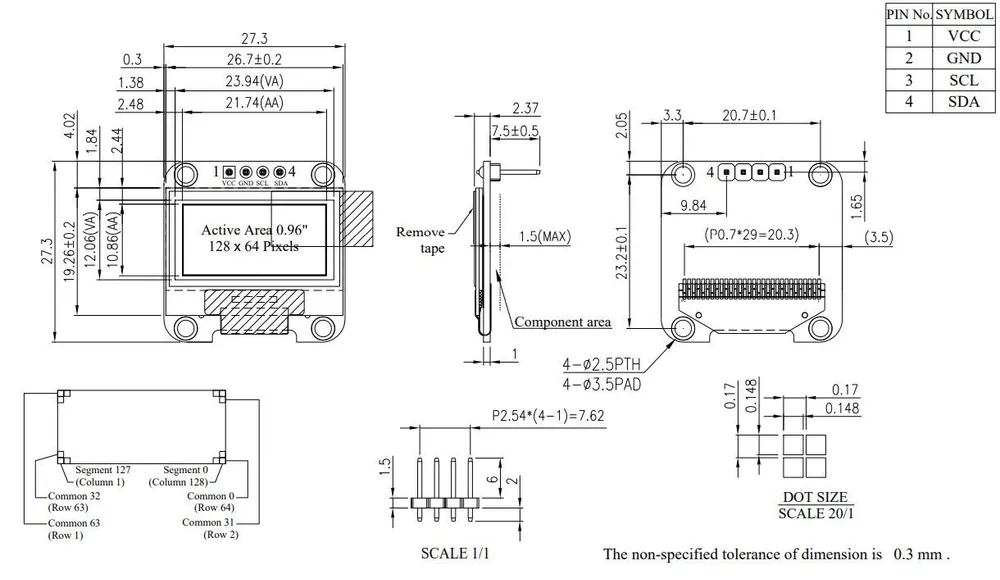 PIN No. SYMBOL
1 VCC
2 GND
3 SCL
4 SDA
27.3
0.3 26.7±0.2
1.38 23.94(VA)
2.48 21.74(AA)
4.02
1.84
2.44
27.3
19.26±0.2
12.06(VA)
10.86(AA)
1 4
VCC GND SCL SDA
Active Area 0.96"
128 x 64 Pixels
2.37
7.5±0.5
Remove
tape
1.5(MAX)
Component area
1
2.05
3.3 20.7±0.1
4 1
1.65
9.84
(P0.7*29=20.3) (3.5)
23.2±0.1
4-ø2.5PTH
4-ø3.5PAD
Segment 127
(Column 1)
Segment 0
(Column 128)
Common 32
(Row 63)
Common 0
(Row 64)
Common 63
(Row 1)
Common 31
(Row 2)
P2.54*(4-1)=7.62
1.5
6
2
SCALE 1/1
0.17
0.148
0.17
0.148
DOT SIZE
SCALE 20/1
The non-specified tolerance of dimension is 0.3 mm .